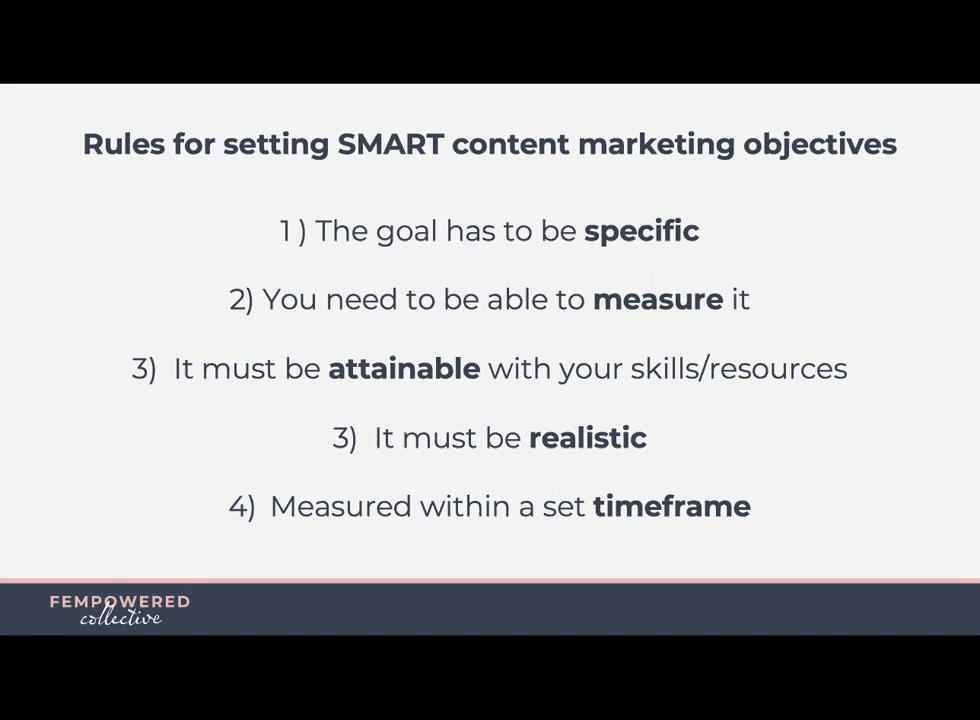 Rules for setting SMART content marketing objectives
1 ) The goal has to be specific
2) You need to be able to measure it
3) It must be attainable with your skills/resources
3) It must be realistic
4) Measured within a set timeframe
FEMPOWERED
collective